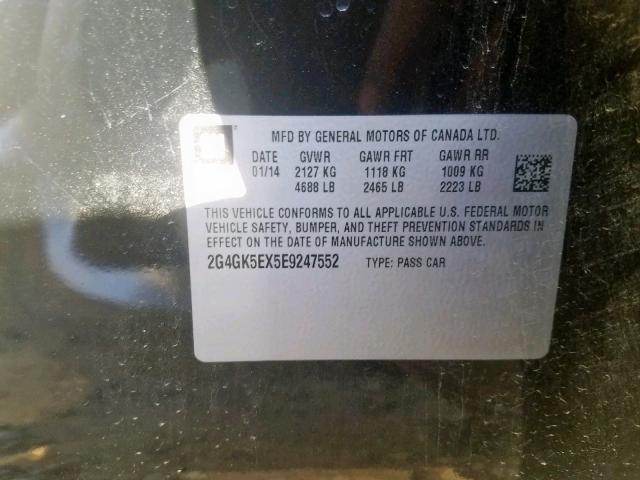 MFD BY GENERAL MOTORS OF CANADA LTD.
DATE GVWR GAWR FRT GAWR RR
01/14 2127 KG 1118 KG 1009 KG
4688 LB 2465 LB 2223 LB
THIS VEHICLE CONFORMS TO ALL APPLICABLE U.S. FEDERAL MOTOR
VEHICLE SAFETY, BUMPER, AND THEFT PREVENTION STANDARDS IN
EFFECT ON THE DATE OF MANUFACTURE SHOWN ABOVE.
2G4GK5EX5E9247552 TYPE: PASS CAR